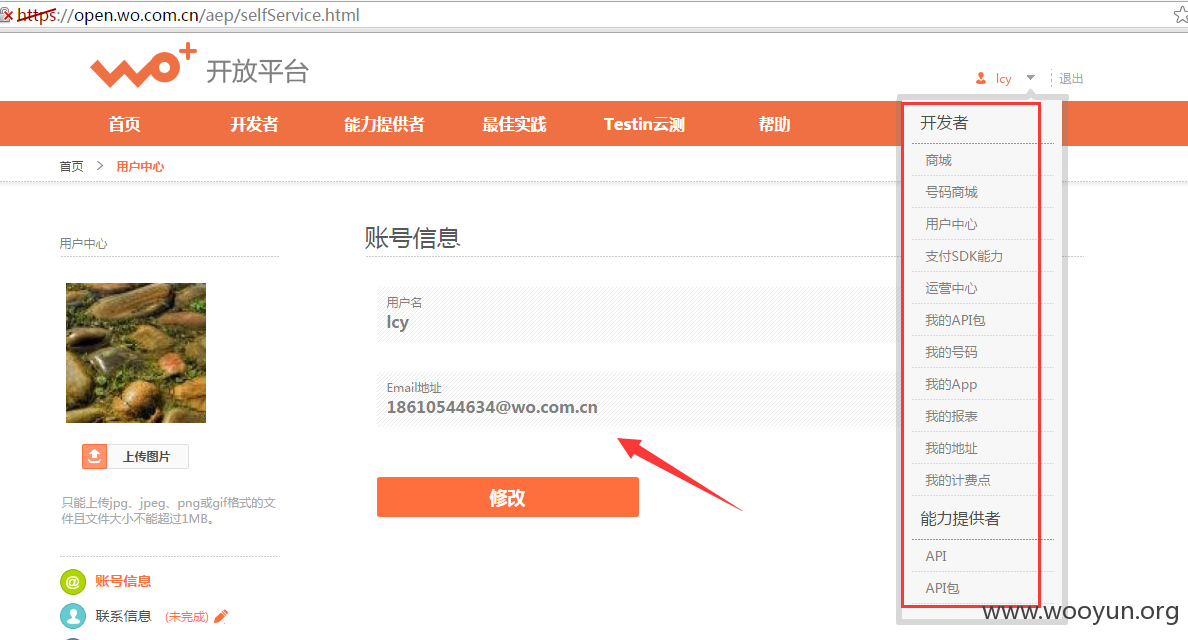 https://open.wo.com.cn/aep/selfService.html
wo+ 开放平台
lcy 退出
首页 开发者 能力提供者 最佳实践 Testin云测 帮助
首页 > 用户中心
用户中心
上传图片
只能上传jpg、jpeg、png或gif格式的文
件且文件大小不能超过1MB。
@ 账号信息
联系信息 (未完成)
账号信息
用户名
lcy
Email地址
18610544634@wo.com.cn
修改
开发者
商城
号码商城
用户中心
支付SDK能力
运营中心
我的API包
我的号码
我的App
我的报表
我的地址
我的计费点
能力提供者
API
API包
www.wooyun.org